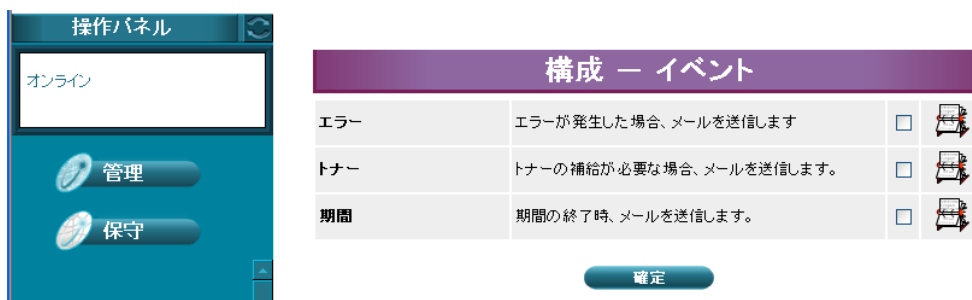 操作パネル
オンライン
管理
保守
構成 － イベント
エラー エラーが発生した場合、メールを送信します
トナー トナーの補給が必要な場合、メールを送信します。
期間 期間の終了時、メールを送信します。
確定